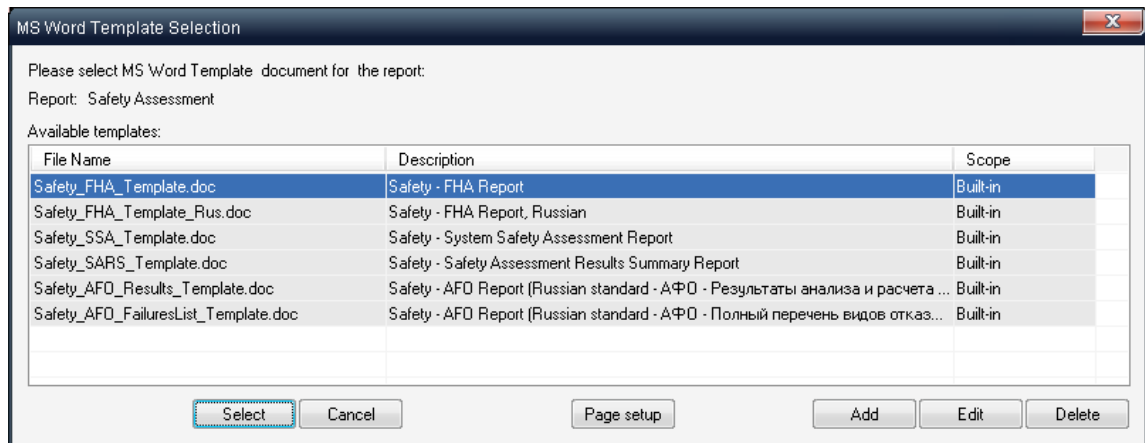 MS Word Template Selection
Please select MS Word Template document for the report:
Report: Safety Assessment
Available templates:
File Name Description Scope
Safety_FHA_Template.doc Safety - FHA Report Built-in
Safety_FHA_Template_Rus.doc Safety - FHA Report, Russian Built-in
Safety_SSA_Template.doc Safety - System Safety Assessment Report Built-in
Safety_SARS_Template.doc Safety - Safety Assessment Results Summary Report Built-in
Safety_AFO_Results_Template.doc Safety - AFO Report (Russian standard - АФО - Результаты анализа и расчета ... Built-in
Safety_AFO_FailuresList_Template.doc Safety - AFO Report (Russian standard - АФО - Полный перечень видов отказ... Built-in
Select Cancel Page setup Add Edit Delete